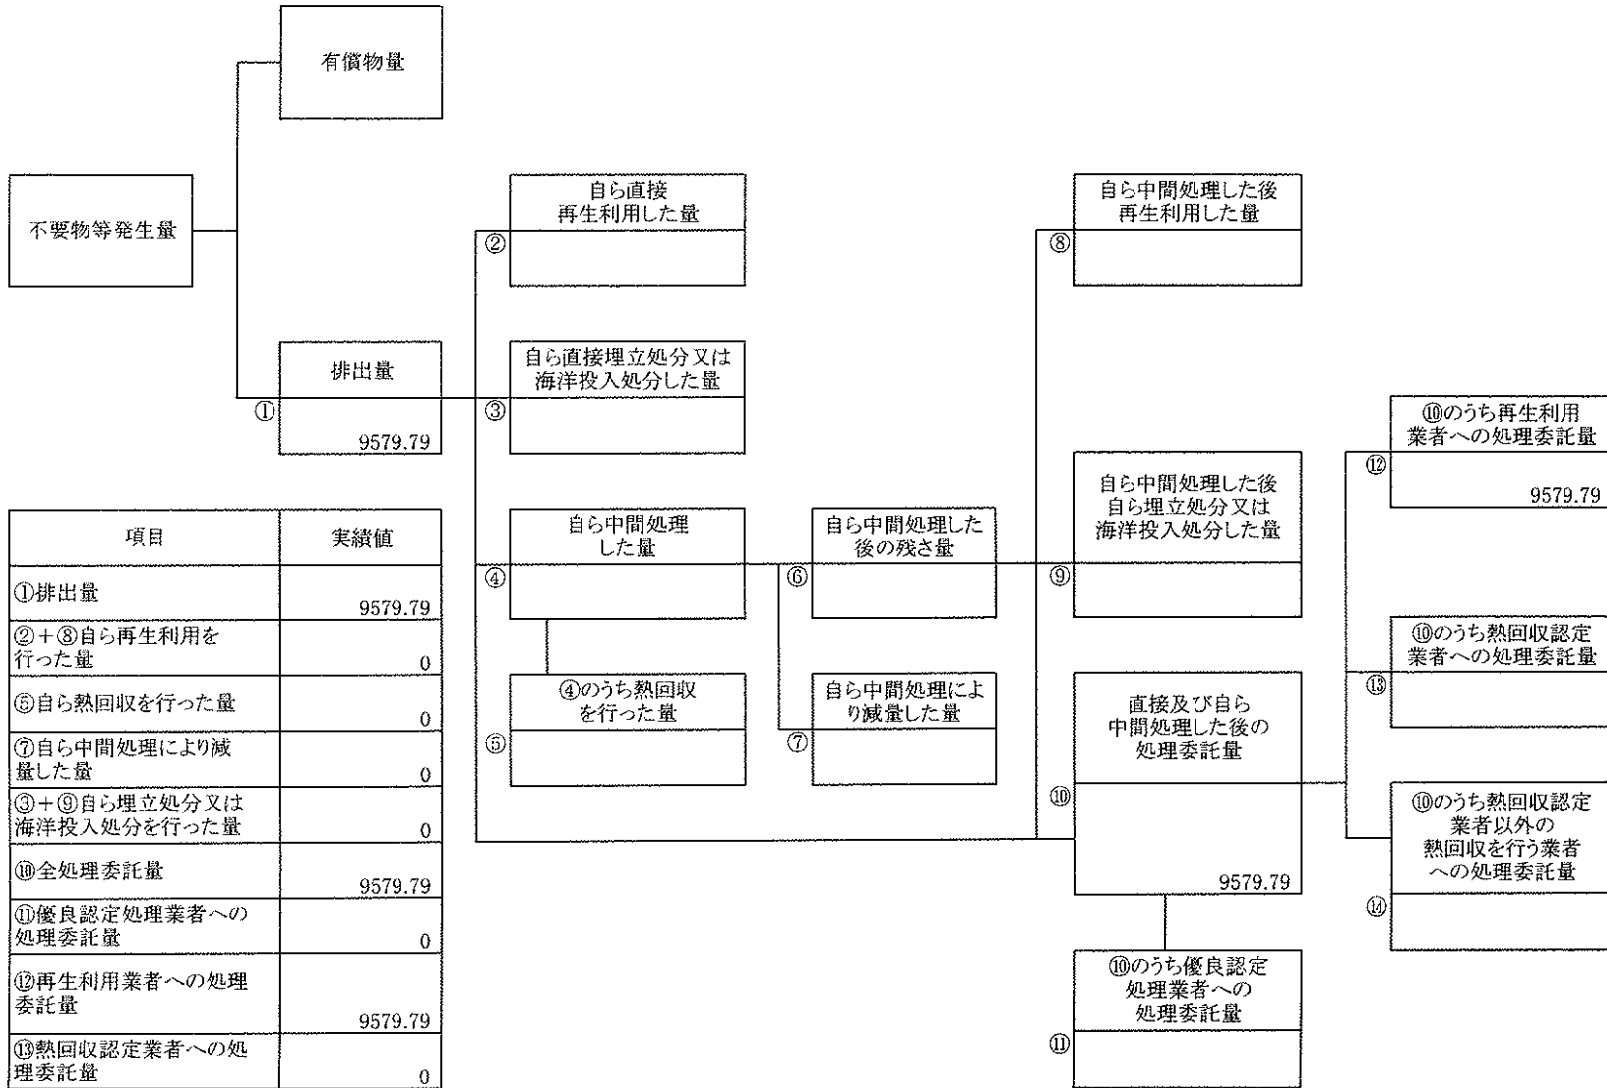 有償物量
不要物等発生量
自ら直接
再生利用した量
②
自ら中間処理した後
再生利用した量
⑧
排出量
①
9579.79
自ら直接埋立処分又は
海洋投入処分した量
③
⑩のうち再生利用
業者への処理委託量
⑫
9579.79
自ら中間処理
した量
④
自ら中間処理した
後の残さ量
⑥
自ら中間処理した後
自ら埋立処分又は
海洋投入処分した量
⑨
⑩のうち熱回収認定
業者への処理委託量
⑬
④のうち熱回収
を行った量
⑤
自ら中間処理によ
り減量した量
⑦
直接及び自ら
中間処理した後の
処理委託量
⑩
9579.79
⑩のうち熱回収認定
業者以外の
熱回収を行う業者
への処理委託量
⑭
⑩のうち優良認定
処理業者への
処理委託量
⑪
項目 実績値
①排出量 9579.79
②+⑧自ら再生利用を
行った量 0
⑤自ら熱回収を行った量 0
⑦自ら中間処理により減
量した量 0
③+⑨自ら埋立処分又は
海洋投入処分を行った量 0
⑩全処理委託量 9579.79
⑪優良認定処理業者への
処理委託量 0
⑫再生利用業者への処理
委託量 9579.79
⑬熱回収認定業者への処
理委託量 0